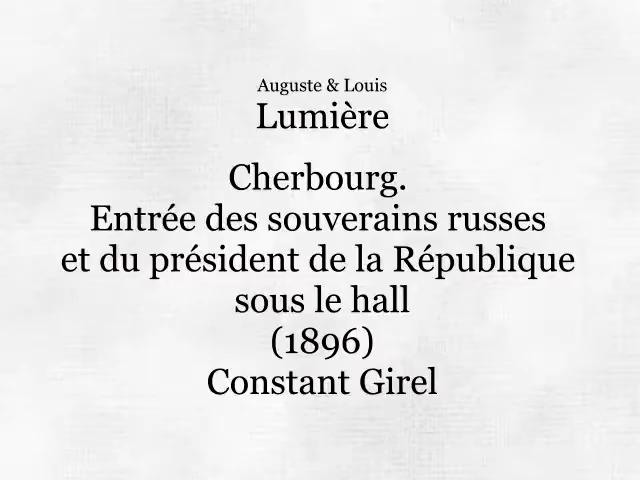 Auguste & Louis
Lumière
Cherbourg.
Entrée des souverains russes
et du président de la République
sous le hall
(1896)
Constant Girel